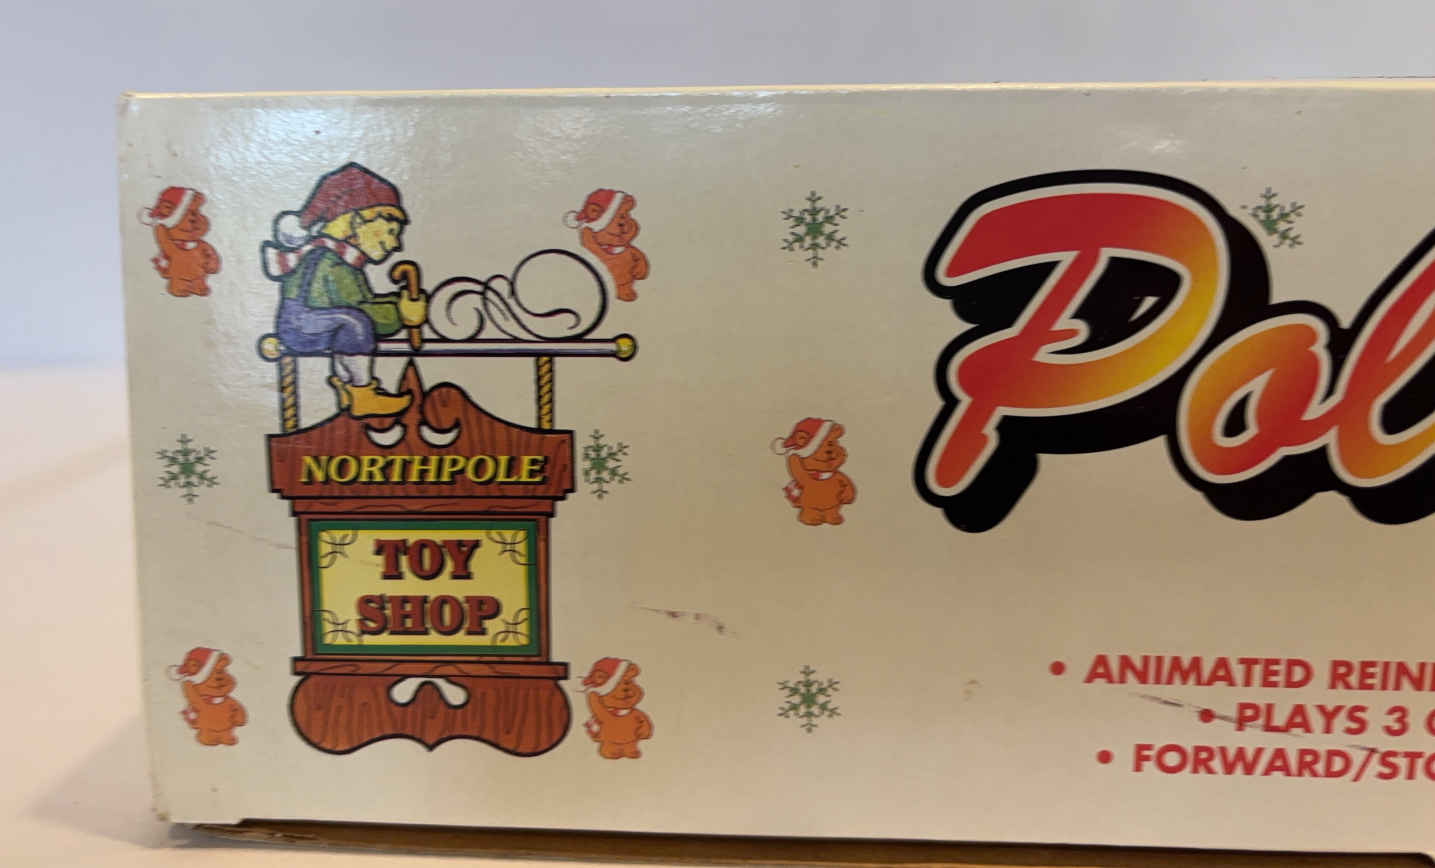 NORTHPOLE
TOY
SHOP
Pol
• ANIMATED REIN
• PLAYS 3
• FORWARD/STO